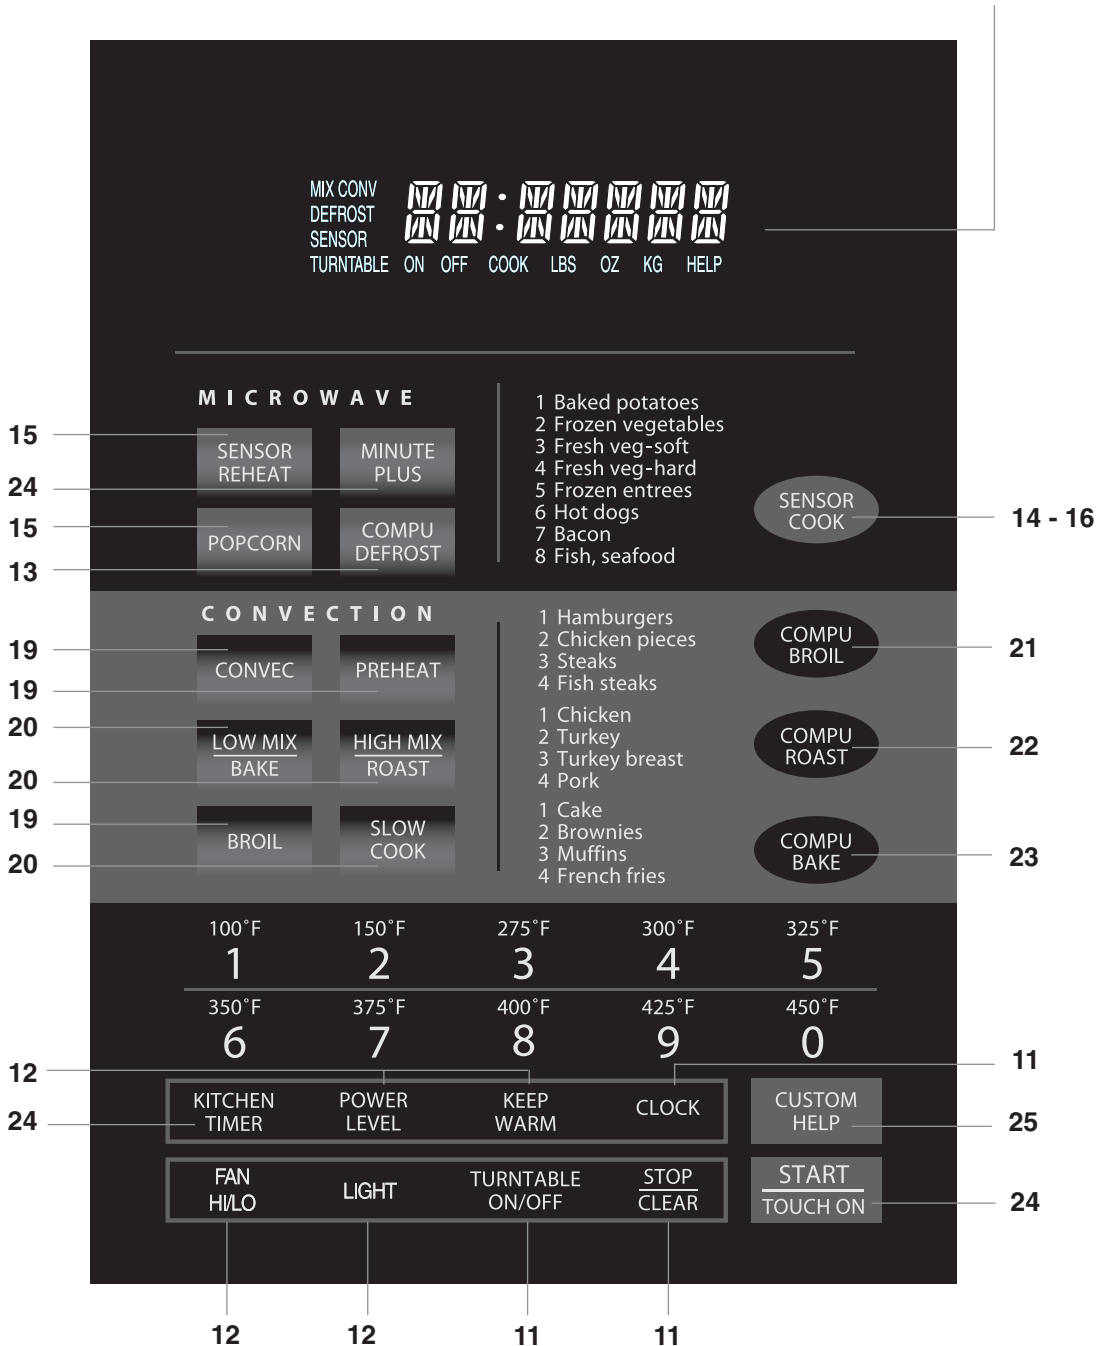 MIX CONV
DEFROST
SENSOR
TURNTABLE ON OFF COOK LBS OZ KG HELP
MICROWAVE
15
SENSOR
REHEAT
MINUTE
PLUS
24
15
POPCORN
COMPU
DEFROST
13
1 Baked potatoes
2 Frozen vegetables
3 Fresh veg-soft
4 Fresh veg-hard
5 Frozen entrees
6 Hot dogs
7 Bacon
8 Fish, seafood
SENSOR
COOK
14 - 16
CONVECTION
19
CONVEC
PREHEAT
19
20
LOW MIX
BAKE
HIGH MIX
ROAST
20
19
BROIL
SLOW
COOK
20
1 Hamburgers
2 Chicken pieces
3 Steaks
4 Fish steaks
COMPU
BROIL
21
1 Chicken
2 Turkey
3 Turkey breast
4 Pork
COMPU
ROAST
22
1 Cake
2 Brownies
3 Muffins
4 French fries
COMPU
BAKE
23
100˚F 150˚F 275˚F 300˚F 325˚F
1 2 3 4 5
350˚F 375˚F 400˚F 425˚F 450˚F
6 7 8 9 0
12
11
KITCHEN
TIMER
POWER
LEVEL
KEEP
WARM
CLOCK
CUSTOM
HELP
24
25
FAN
HI/LO
LIGHT
TURNTABLE
ON/OFF
STOP
CLEAR
START
TOUCH ON
24
12 12 11 11